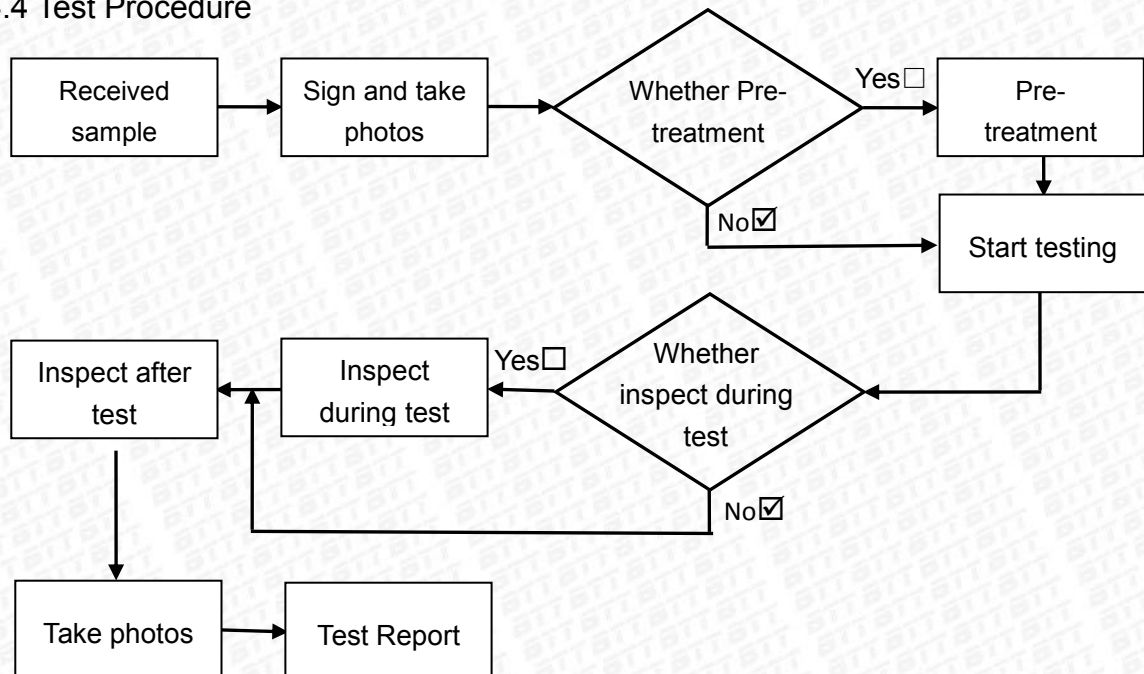 .4 Test Procedure
Received
sample
Sign and take
photos
Whether Pre-
treatment
Yes☐
Pre-
treatment
No☑
Start testing
Inspect after
test
Inspect
during test
Yes☐
Whether
inspect during
test
No☑
Take photos
Test Report